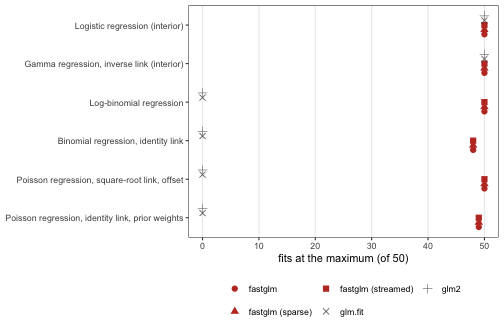 Logistic regression (interior)
Gamma regression, inverse link (interior)
Log-binomial regression
Binomial regression, identity link
Poisson regression, square-root link, offset
Poisson regression, identity link, prior weights
0 10 20 30 40 50
fits at the maximum (of 50)
fastglm fastglm (streamed) glm2
fastglm (sparse) glm.fit